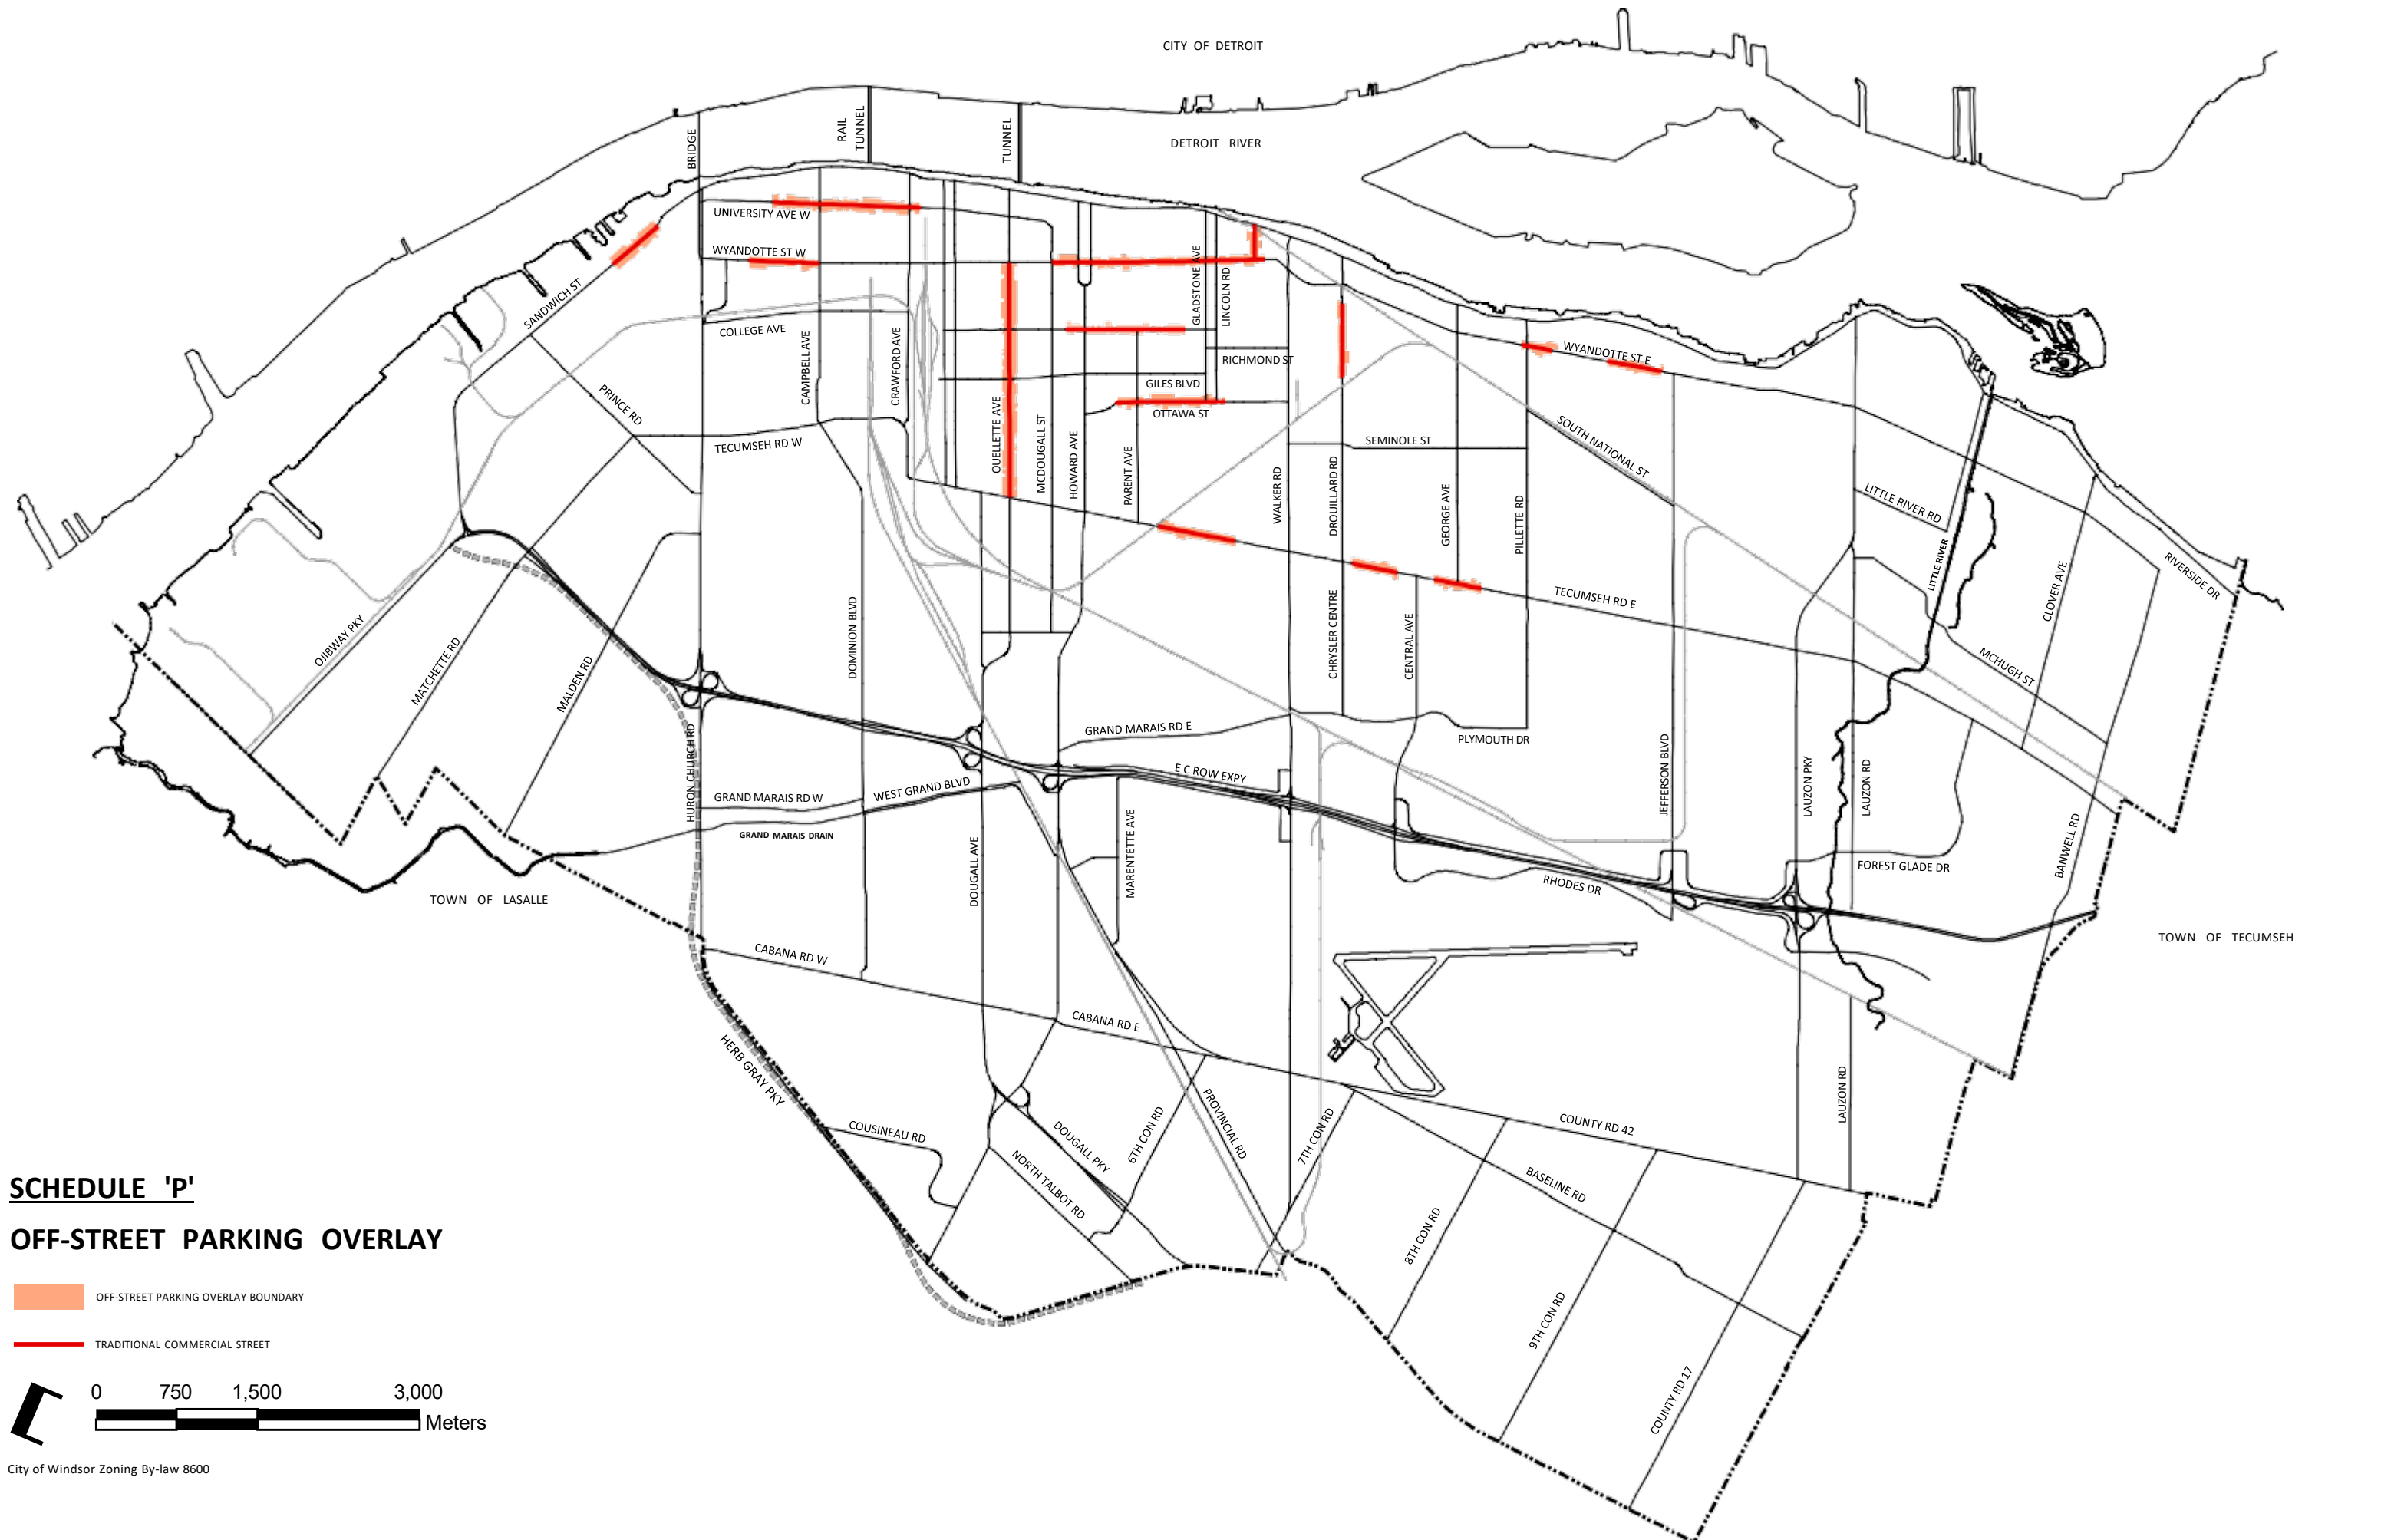 CITY OF DETROIT
DETROIT RIVER
BRIDGE
RAIL
TUNNEL
TUNNEL
UNIVERSITY AVE W
WYANDOTTE ST W
SANDWICH ST
COLLEGE AVE
CAMPBELL AVE
CRAWFORD AVE
GLADSTONE AVE
LINCOLN RD
RICHMOND ST
GILES BLVD
OTTAWA ST
WYANDOTTE ST E
PRINCE RD
TECUMSEH RD W
OUELLETTE AVE
MCDOUGALL ST
HOWARD AVE
PARENT AVE
WALKER RD
DROUILLARD RD
SEMINOLE ST
GEORGE AVE
PILLETTE RD
SOUTH NATIONAL ST
LITTLE RIVER RD
LITTLE RIVER
RIVERSIDE DR
CLOVER AVE
MCHUGH ST
TECUMSEH RD E
OJIBWAY PKY
MATCHETTE RD
MALDEN RD
DOMINION BLVD
CHRYSLER CENTRE
CENTRAL AVE
HURON CHURCH RD
GRAND MARAIS RD E
PLYMOUTH DR
E C ROW EXPY
GRAND MARAIS RD W
WEST GRAND BLVD
GRAND MARAIS DRAIN
DOUGALL AVE
MARENTETTE AVE
JEFFERSON BLVD
LAUZON PKY
LAUZON RD
FOREST GLADE DR
BANWELL RD
RHODES DR
TOWN OF LASALLE
TOWN OF TECUMSEH
CABANA RD W
CABANA RD E
HERB GRAY PKY
COUSINEAU RD
NORTH TALBOT RD
DOUGALL PKY
6TH CON RD
PROVINCIAL RD
7TH CON RD
COUNTY RD 42
LAUZON RD
BASELINE RD
8TH CON RD
9TH CON RD
COUNTY RD 17
SCHEDULE 'P'
OFF-STREET PARKING OVERLAY
OFF-STREET PARKING OVERLAY BOUNDARY
TRADITIONAL COMMERCIAL STREET
0 750 1,500 3,000
Meters
City of Windsor Zoning By-law 8600